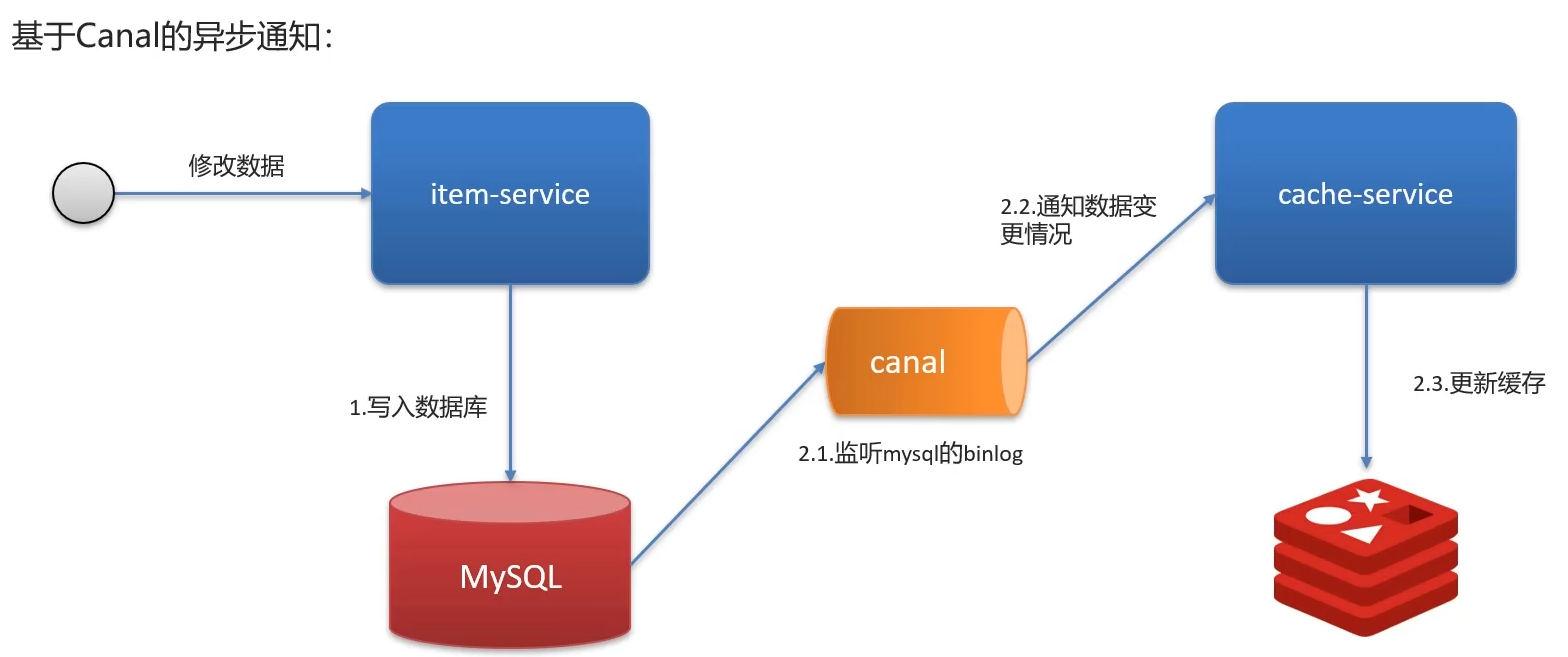 基于Canal的异步通知：
修改数据
item-service
cache-service
2.2.通知数据变
更情况
canal
2.3.更新缓存
1.写入数据库
2.1.监听mysql的binlog
MySQL